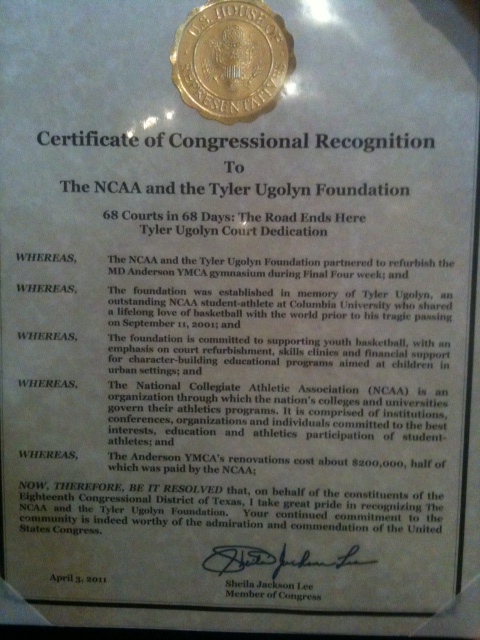 U.S. HOUSE OF
REPRESENTATIVES
Certificate of Congressional Recognition
To
The NCAA and the Tyler Ugolyn Foundation
68 Courts in 68 Days: The Road Ends Here
Tyler Ugolyn Court Dedication
WHEREAS, The NCAA and the Tyler Ugolyn Foundation partnered to refurbish the
MD Anderson YMCA gymnasium during Final Four week; and
WHEREAS, The foundation was established in memory of Tyler Ugolyn, an
outstanding NCAA student-athlete at Columbia University who shared
a lifelong love of basketball with the world prior to his tragic passing
on September 11, 2001; and
WHEREAS, The foundation is committed to supporting youth basketball, with an
emphasis on court refurbishment, skills clinics and financial support
for character-building educational programs aimed at children in
urban settings; and
WHEREAS, The National Collegiate Athletic Association (NCAA) is an
organization through which the nation's colleges and universities
govern their athletics programs. It is comprised of institutions,
conferences, organizations and individuals committed to the best
interests, education and athletics participation of student-
athletes; and
WHEREAS, The Anderson YMCA's renovations cost about $200,000, half of
which was paid by the NCAA;
NOW, THEREFORE, BE IT RESOLVED that, on behalf of the constituents of the
Eighteenth Congressional District of Texas, I take great pride in recognizing The
NCAA and the Tyler Ugolyn Foundation. Your continued commitment to the
community is indeed worthy of the admiration and commendation of the United
States Congress.
Sheila Jackson Lee
April 3, 2011
Sheila Jackson Lee
Member of Congress